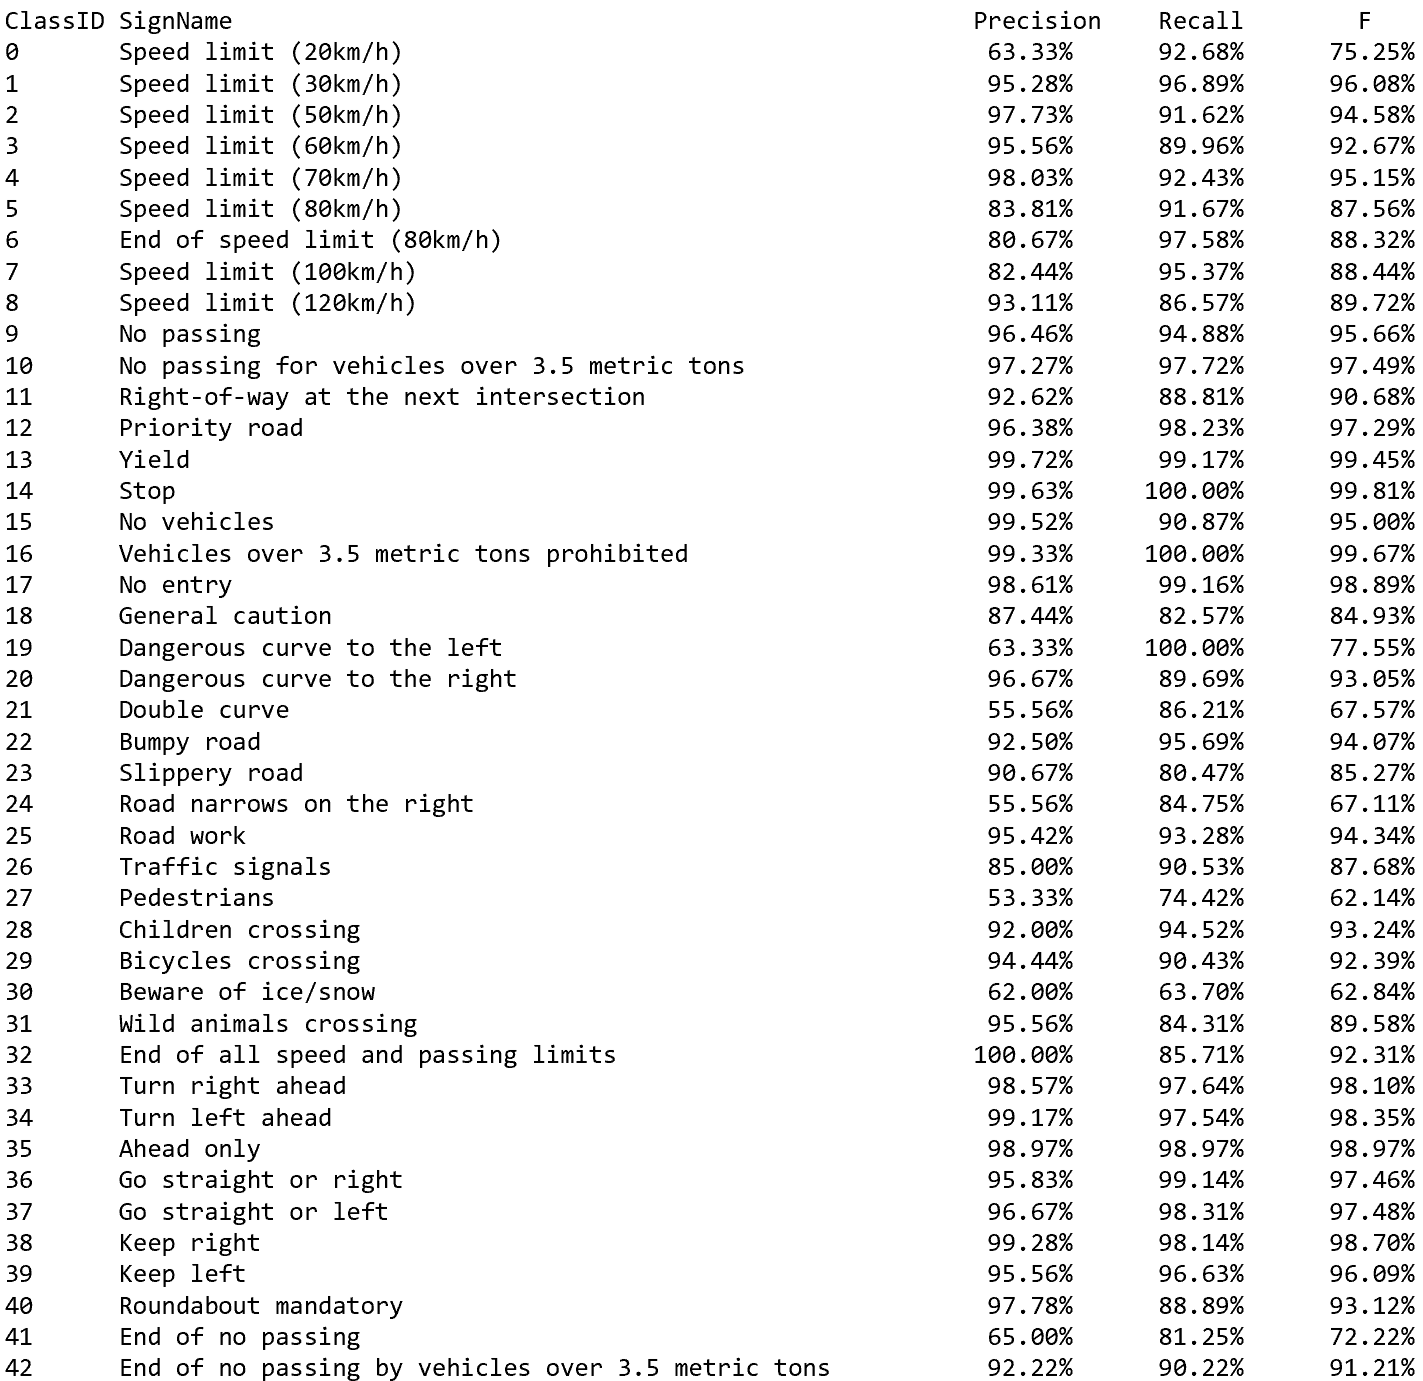 ClassID SignName Precision Recall F
0 Speed limit (20km/h) 63.33% 92.68% 75.25%
1 Speed limit (30km/h) 95.28% 96.89% 96.08%
2 Speed limit (50km/h) 97.73% 91.62% 94.58%
3 Speed limit (60km/h) 95.56% 89.96% 92.67%
4 Speed limit (70km/h) 98.03% 92.43% 95.15%
5 Speed limit (80km/h) 83.81% 91.67% 87.56%
6 End of speed limit (80km/h) 80.67% 97.58% 88.32%
7 Speed limit (100km/h) 82.44% 95.37% 88.44%
8 Speed limit (120km/h) 93.11% 86.57% 89.72%
9 No passing 96.46% 94.88% 95.66%
10 No passing for vehicles over 3.5 metric tons 97.27% 97.72% 97.49%
11 Right-of-way at the next intersection 92.62% 88.81% 90.68%
12 Priority road 96.38% 98.23% 97.29%
13 Yield 99.72% 99.17% 99.45%
14 Stop 99.63% 100.00% 99.81%
15 No vehicles 99.52% 90.87% 95.00%
16 Vehicles over 3.5 metric tons prohibited 99.33% 100.00% 99.67%
17 No entry 98.61% 99.16% 98.89%
18 General caution 87.44% 82.57% 84.93%
19 Dangerous curve to the left 63.33% 100.00% 77.55%
20 Dangerous curve to the right 96.67% 89.69% 93.05%
21 Double curve 55.56% 86.21% 67.57%
22 Bumpy road 92.50% 95.69% 94.07%
23 Slippery road 90.67% 80.47% 85.27%
24 Road narrows on the right 55.56% 84.75% 67.11%
25 Road work 95.42% 93.28% 94.34%
26 Traffic signals 85.00% 90.53% 87.68%
27 Pedestrians 53.33% 74.42% 62.14%
28 Children crossing 92.00% 94.52% 93.24%
29 Bicycles crossing 94.44% 90.43% 92.39%
30 Beware of ice/snow 62.00% 63.70% 62.84%
31 Wild animals crossing 95.56% 84.31% 89.58%
32 End of all speed and passing limits 100.00% 85.71% 92.31%
33 Turn right ahead 98.57% 97.64% 98.10%
34 Turn left ahead 99.17% 97.54% 98.35%
35 Ahead only 98.97% 98.97% 98.97%
36 Go straight or right 95.83% 99.14% 97.46%
37 Go straight or left 96.67% 98.31% 97.48%
38 Keep right 99.28% 98.14% 98.70%
39 Keep left 95.56% 96.63% 96.09%
40 Roundabout mandatory 97.78% 88.89% 93.12%
41 End of no passing 65.00% 81.25% 72.22%
42 End of no passing by vehicles over 3.5 metric tons 92.22% 90.22% 91.21%